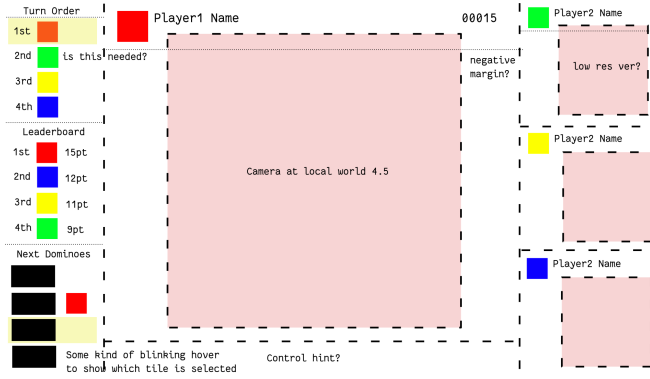 Turn Order
1st
2nd is this needed?
3rd
4th
Leaderboard
1st 15pt
2nd 12pt
3rd 11pt
4th 9pt
Next Dominoes
Some kind of blinking hover
to show which tile is selected
Player1 Name 00015
negative
margin?
Camera at local world 4.5
Control hint?
Player2 Name
low res ver?
Player2 Name
Player2 Name